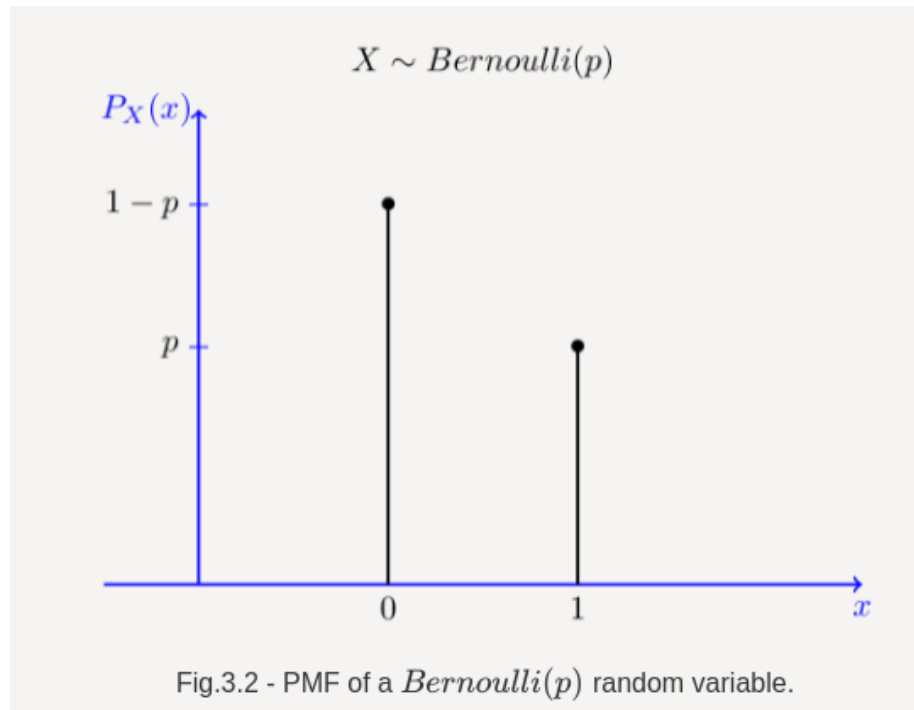 X ∼ Bernoulli(p)
P_X(x)
1 − p
p
0 1
x
Fig.3.2 - PMF of a Bernoulli(p) random variable.